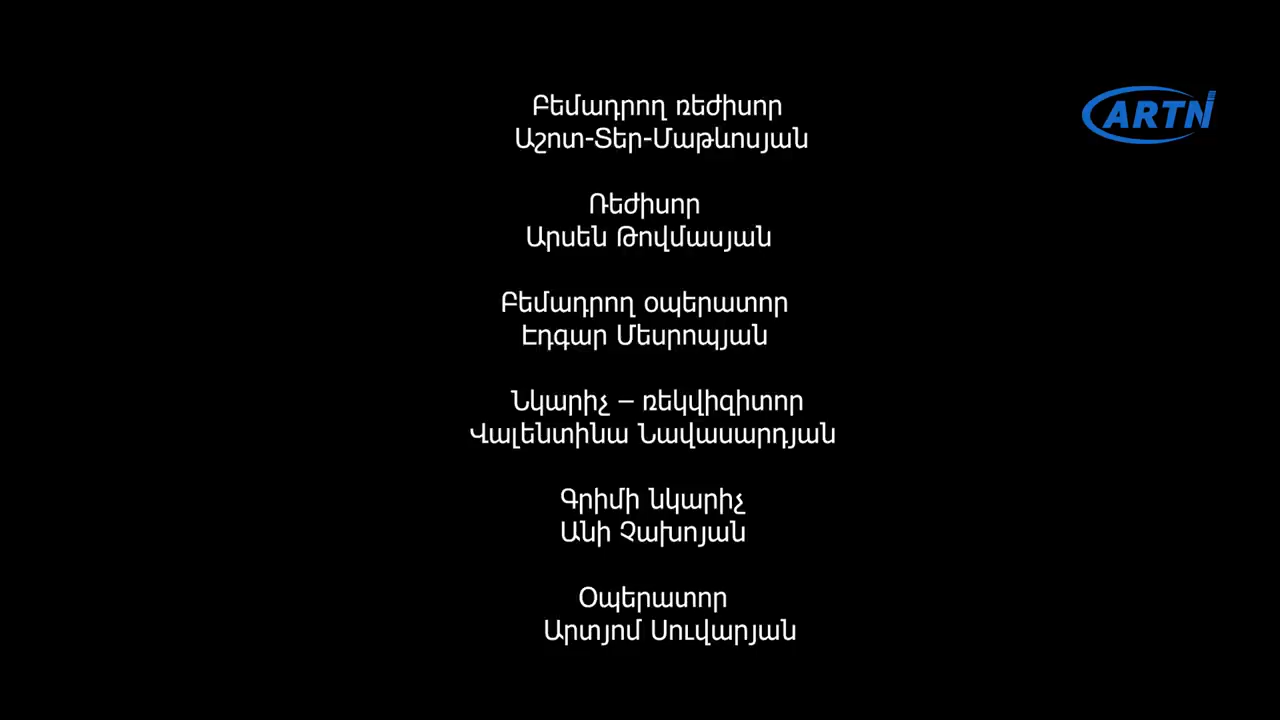 Բեմադրող ռեժիսոր
ARTN
Աշոտ-Տեր-Մաթևոսյան
Ռեժիսոր
Արսեն Թովմասյան
Բեմադրող օպերատոր
Էդգար Մեսրոպյան
Նկարիչ – ռեկվիզիտոր
Վալենտինա Նավասարդյան
Գրիմի նկարիչ
Անի Չախոյան
Օպերատոր
Արտյոմ Սուվարյան